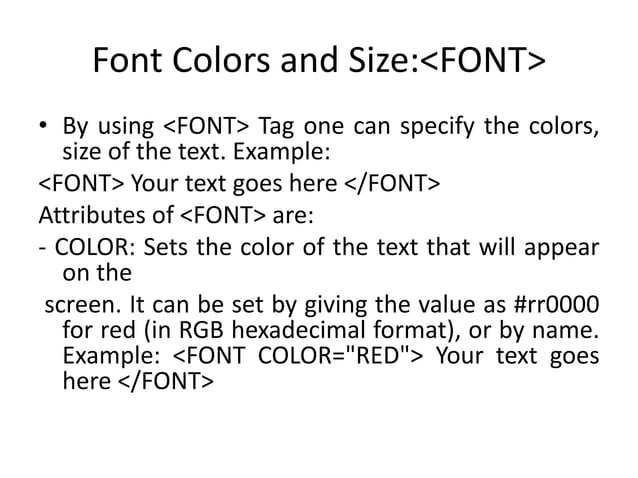 Font Colors and Size:<FONT>
• By using <FONT> Tag one can specify the colors,
size of the text. Example:
<FONT> Your text goes here </FONT>
Attributes of <FONT> are:
- COLOR: Sets the color of the text that will appear
on the
screen. It can be set by giving the value as #rr0000
for red (in RGB hexadecimal format), or by name.
Example: <FONT COLOR="RED"> Your text goes
here </FONT>